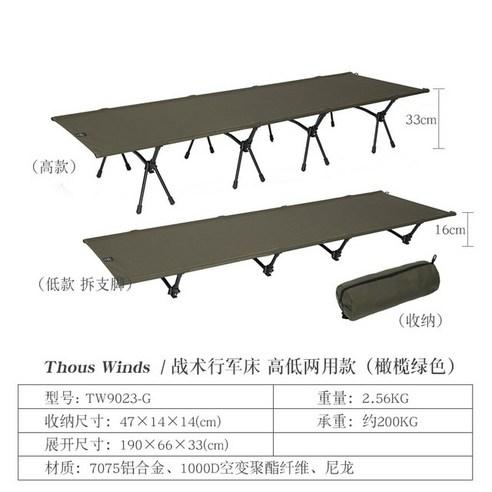 33cm
（高款）
16cm
（低款 拆支脚）
（收纳）
Thous Winds / 战术行军床 高低两用款（橄榄绿色）
型号: TW9023-G 重量: 2.56KG
收纳尺寸: 47×14×14(cm) 承重: 约200KG
展开尺寸: 190×66×33(cm)
材质: 7075铝合金、1000D空变聚酯纤维、尼龙